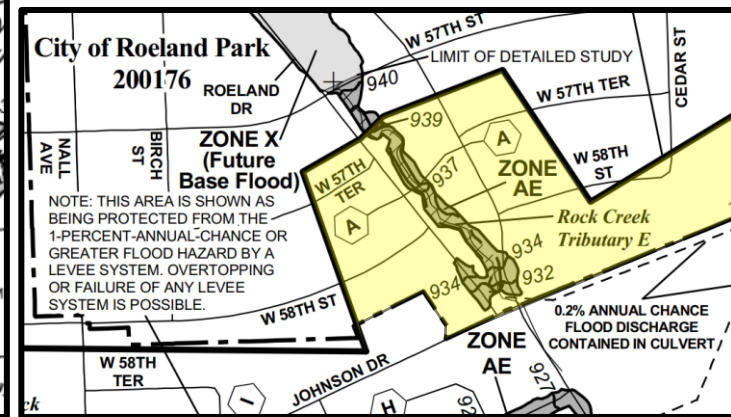 City of Roeland Park
200176
W 57TH ST
LIMIT OF DETAILED STUDY
CEDAR ST
ROELAND
DR
940
W 57TH TER
NALL
AVE
BIRCH
ST
ZONE X
(Future
Base Flood)
939
A
W 58TH
ST
W 57TH
TER
937
ZONE
AE
NOTE: THIS AREA IS SHOWN AS
BEING PROTECTED FROM THE
1-PERCENT-ANNUAL-CHANCE OR
GREATER FLOOD HAZARD BY A
LEVEE SYSTEM. OVERTOPPING
OR FAILURE OF ANY LEVEE
SYSTEM IS POSSIBLE.
A
Rock Creek
Tributary E
934
932
934
W 58TH ST
0.2% ANNUAL CHANCE
FLOOD DISCHARGE
CONTAINED IN CULVERT
ZONE
AE
W 58TH
TER
JOHNSON DR
927
I
H